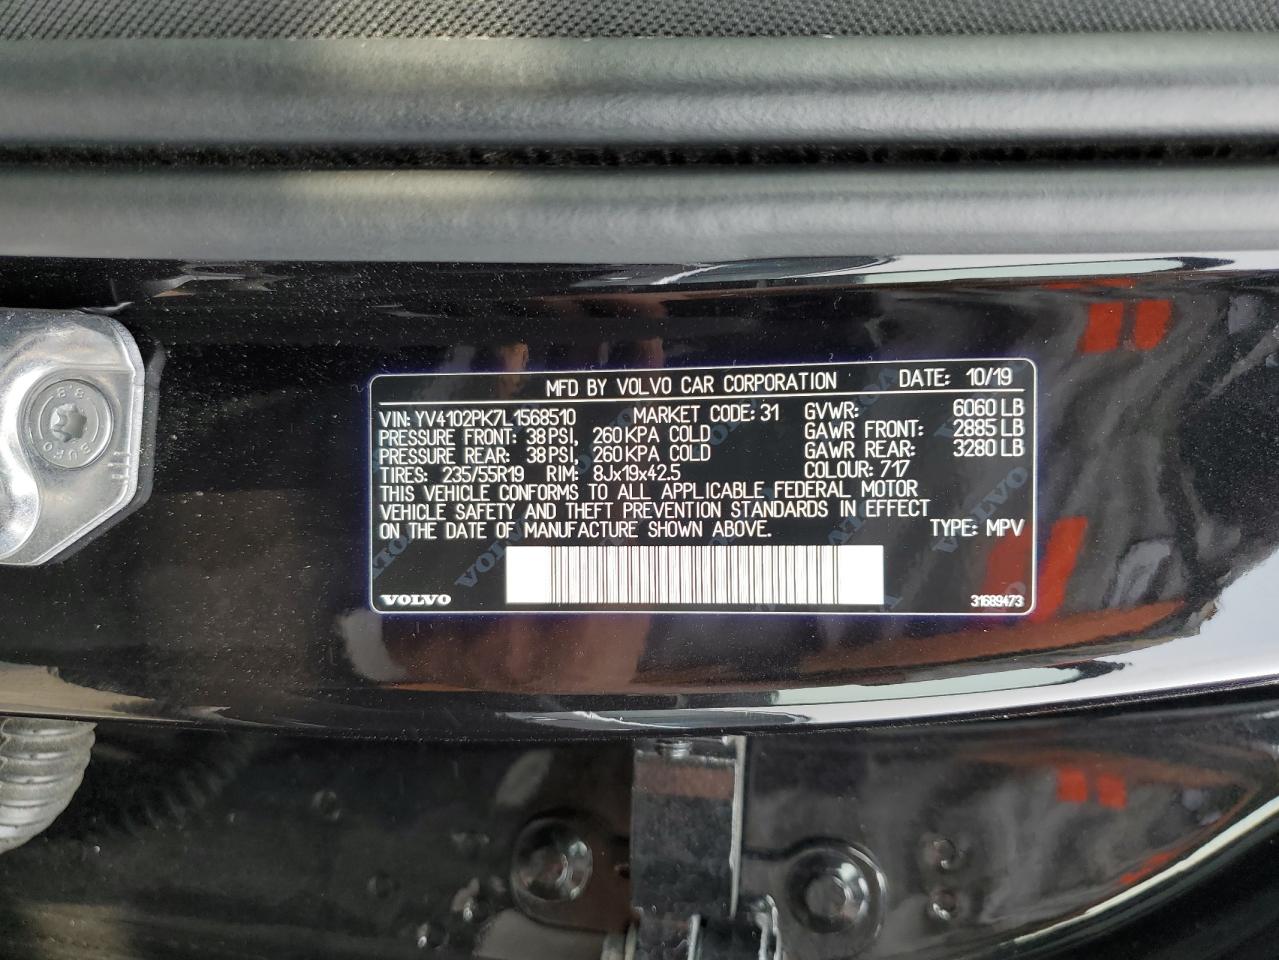 MFD BY VOLVO CAR CORPORATION DATE: 10/19
VIN: YV4102PK7L1568510 MARKET CODE: 31 GVWR: 6060 LB
PRESSURE FRONT: 38 PSI, 260 KPA COLD GAWR FRONT: 2885 LB
PRESSURE REAR: 38 PSI, 260 KPA COLD GAWR REAR: 3280 LB
TIRES: 235/55R19 RIM: 8Jx19x42.5 COLOUR: 717
THIS VEHICLE CONFORMS TO ALL APPLICABLE FEDERAL MOTOR
VEHICLE SAFETY AND THEFT PREVENTION STANDARDS IN EFFECT
ON THE DATE OF MANUFACTURE SHOWN ABOVE. TYPE: MPV
VOLVO 31689473
8.8